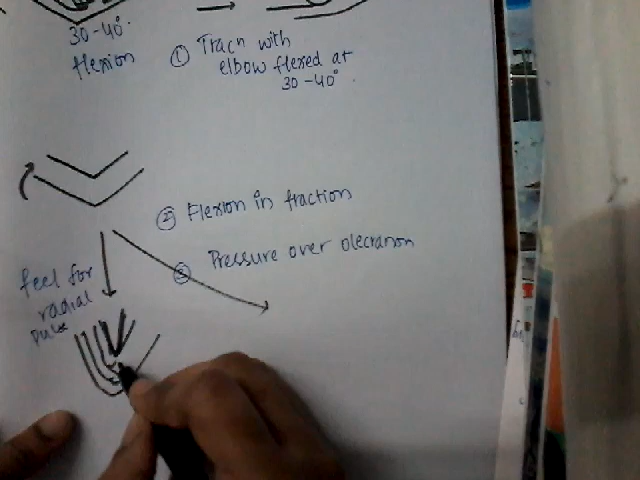 30-40°
flexion
① Tracn with
elbow flexed at
30-40°.
② Flexion in fraction
③ Pressure over olecranon
feel for
radial
pulse